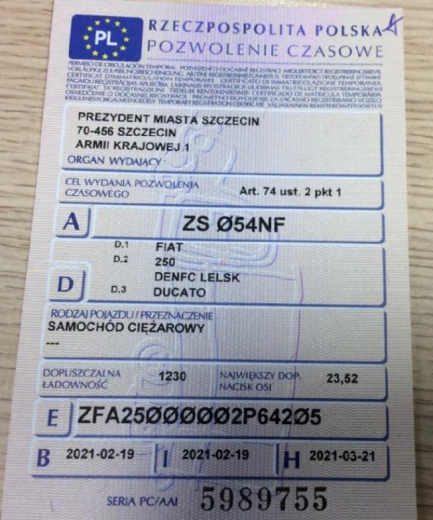 PL
RZECZPOSPOLITA POLSKA
POZWOLENIE CZASOWE
PREZYDENT MIASTA SZCZECIN
70-456 SZCZECIN
ARMII KRAJOWEJ 1
ORGAN WYDAJĄCY
CEL WYDANIA POZWOLENIA
CZASOWEGO
Art. 74 ust. 2 pkt 1
A ZS Ø54NF
D.1 FIAT
D.2 250
DENFC LELSK
D
D.3 DUCATO
RODZAJ POJAZDU / PRZEZNACZENIE
SAMOCHÓD CIĘŻAROWY
---
DOPUSZCZALNA ŁADOWNOŚĆ 1230
NAJWIĘKSZY DOP. NACISK OSI 23,52
E ZFA25ØØØØØ2P642Ø5
B 2021-02-19 I 2021-02-19 H 2021-03-21
SERIA PC/AAI 5989755